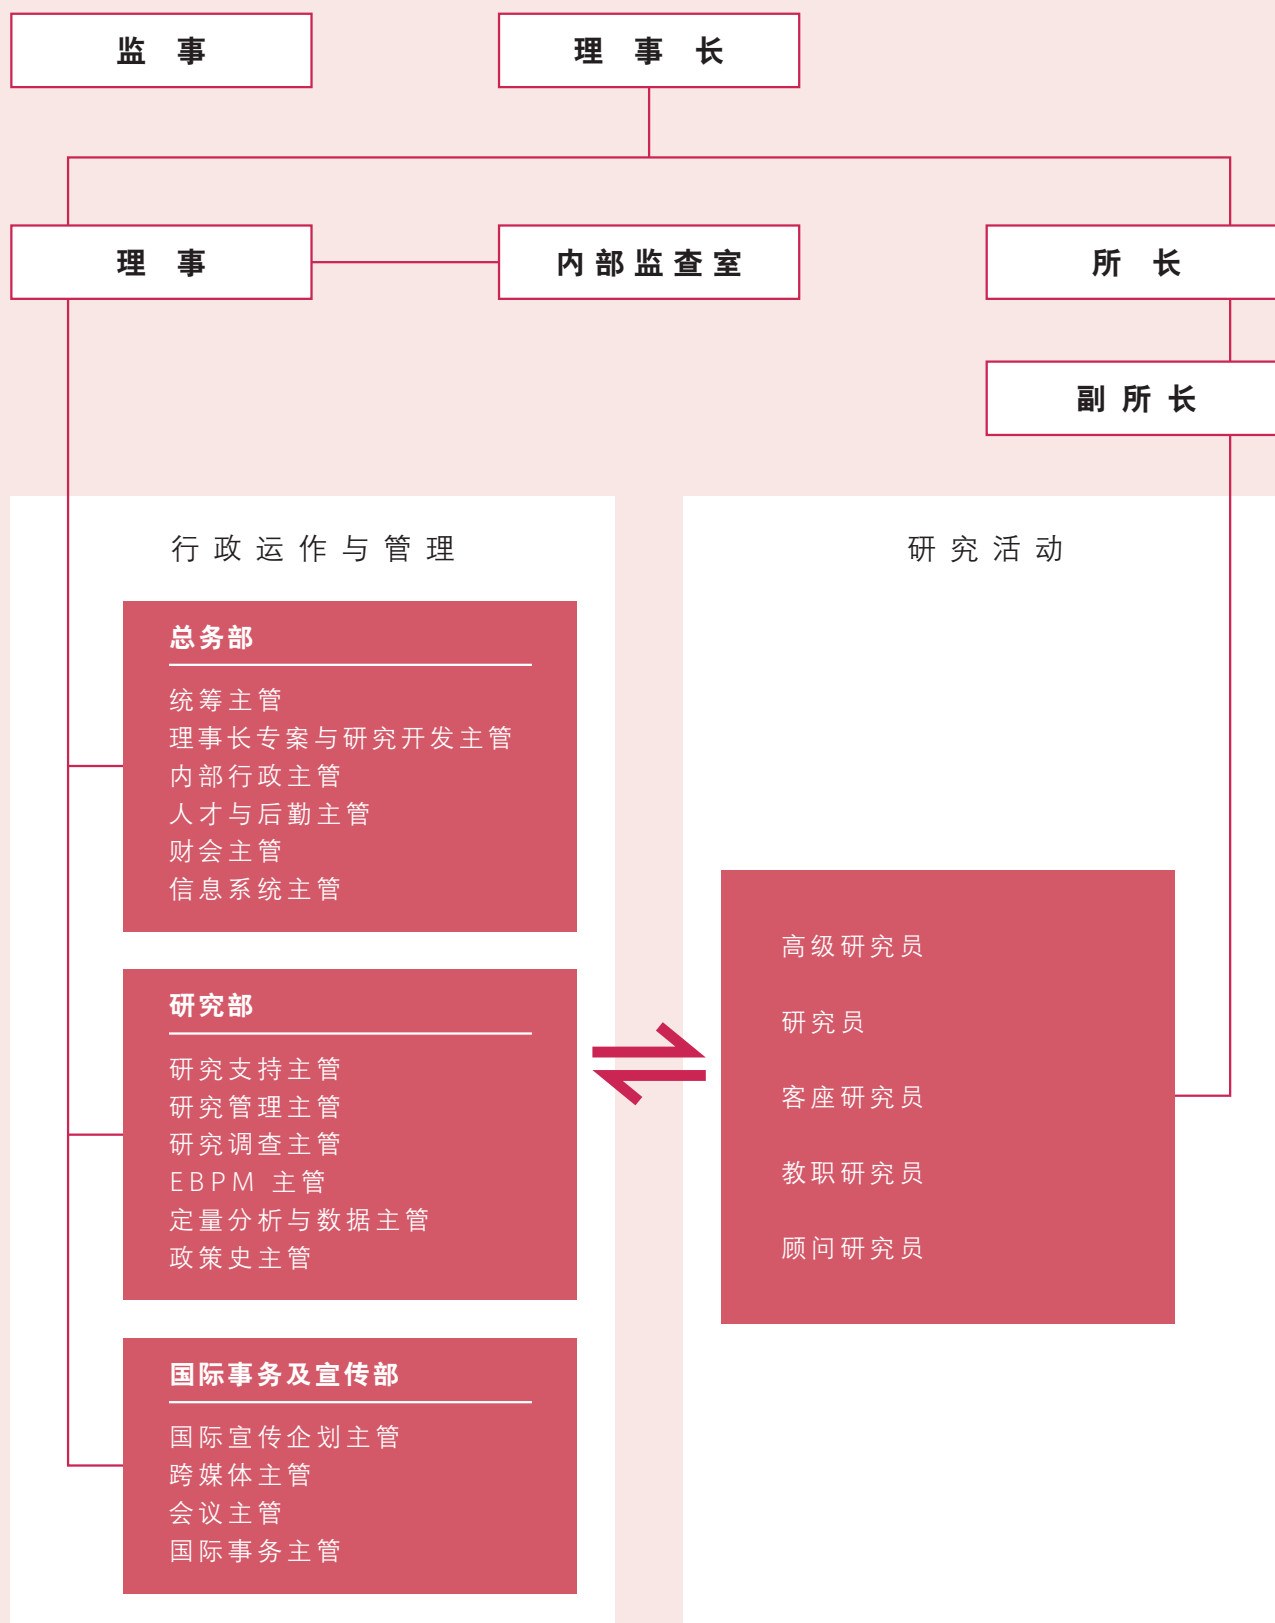 监事
理事长
理事
内部监查室
所长
副所长
行政运作与管理
总务部
统筹主管
理事长专案与研究开发主管
内部行政主管
人才与后勤主管
财会主管
信息系统主管
研究部
研究支持主管
研究管理主管
研究调查主管
EBPM 主管
定量分析与数据主管
政策史主管
国际事务及宣传部
国际宣传企划主管
跨媒体主管
会议主管
国际事务主管
研究活动
高级研究员
研究员
客座研究员
教职研究员
顾问研究员